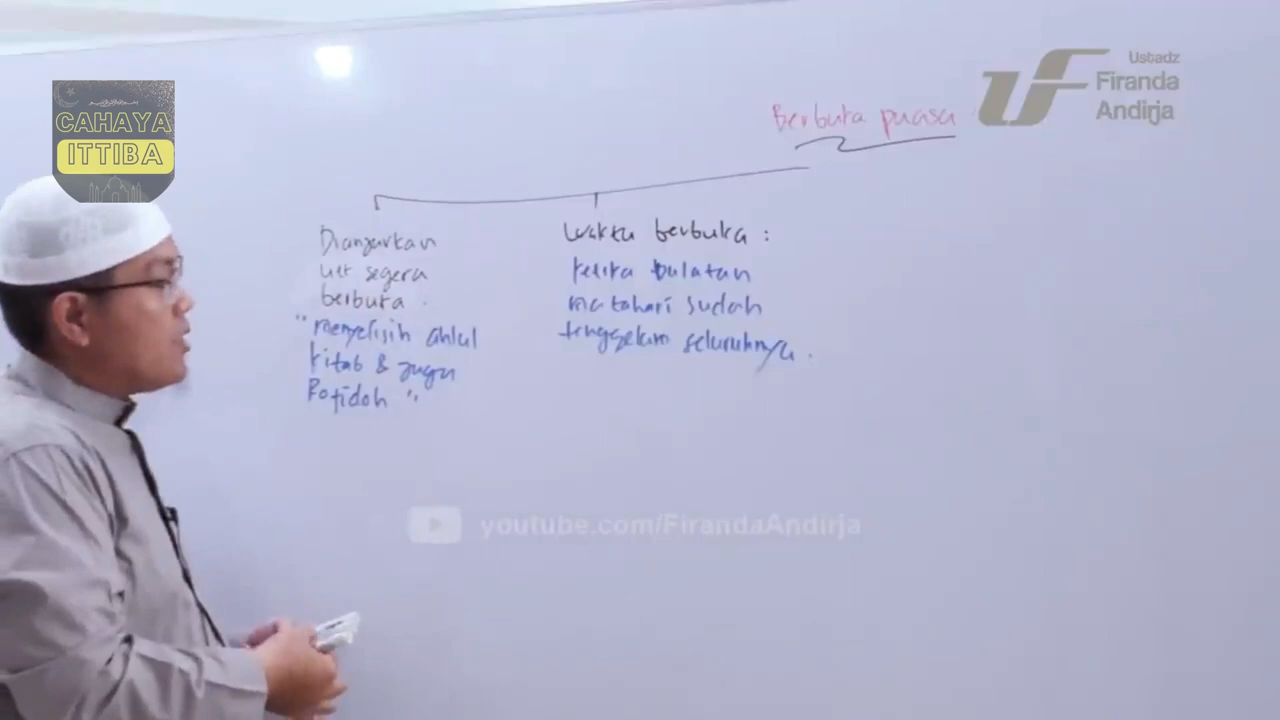 CAHAYA
ITTIBA
Ustadz
Firanda
Andirja
Berbuka puasa
Dianjurkan
utk segera
berbuka.
"menyelisih Ahlul
kitab & juga
Rofidoh"
Waktu berbuka :
ketika bulatan
matahari sudah
tenggelam seluruhnya.
youtube.com/FirandaAndirja